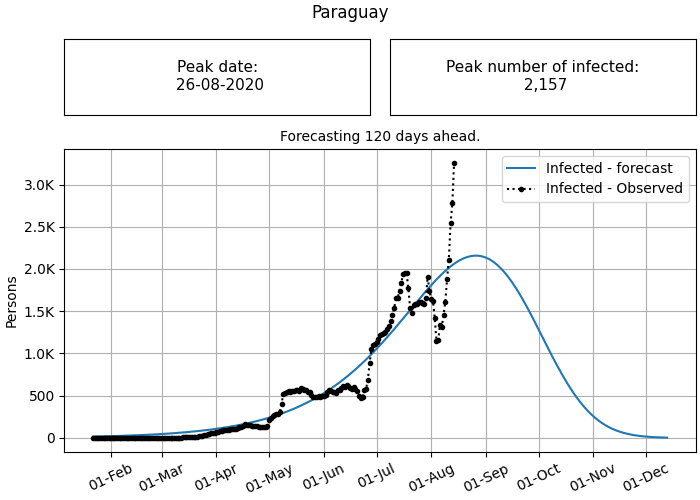 Paraguay
Peak date:
26-08-2020
Peak number of infected:
2,157
Forecasting 120 days ahead.
Infected - forecast
Infected - Observed
Persons
3.0K
2.5K
2.0K
1.5K
1.0K
500
0
01-Feb
01-Mar
01-Apr
01-May
01-Jun
01-Jul
01-Aug
01-Sep
01-Oct
01-Nov
01-Dec